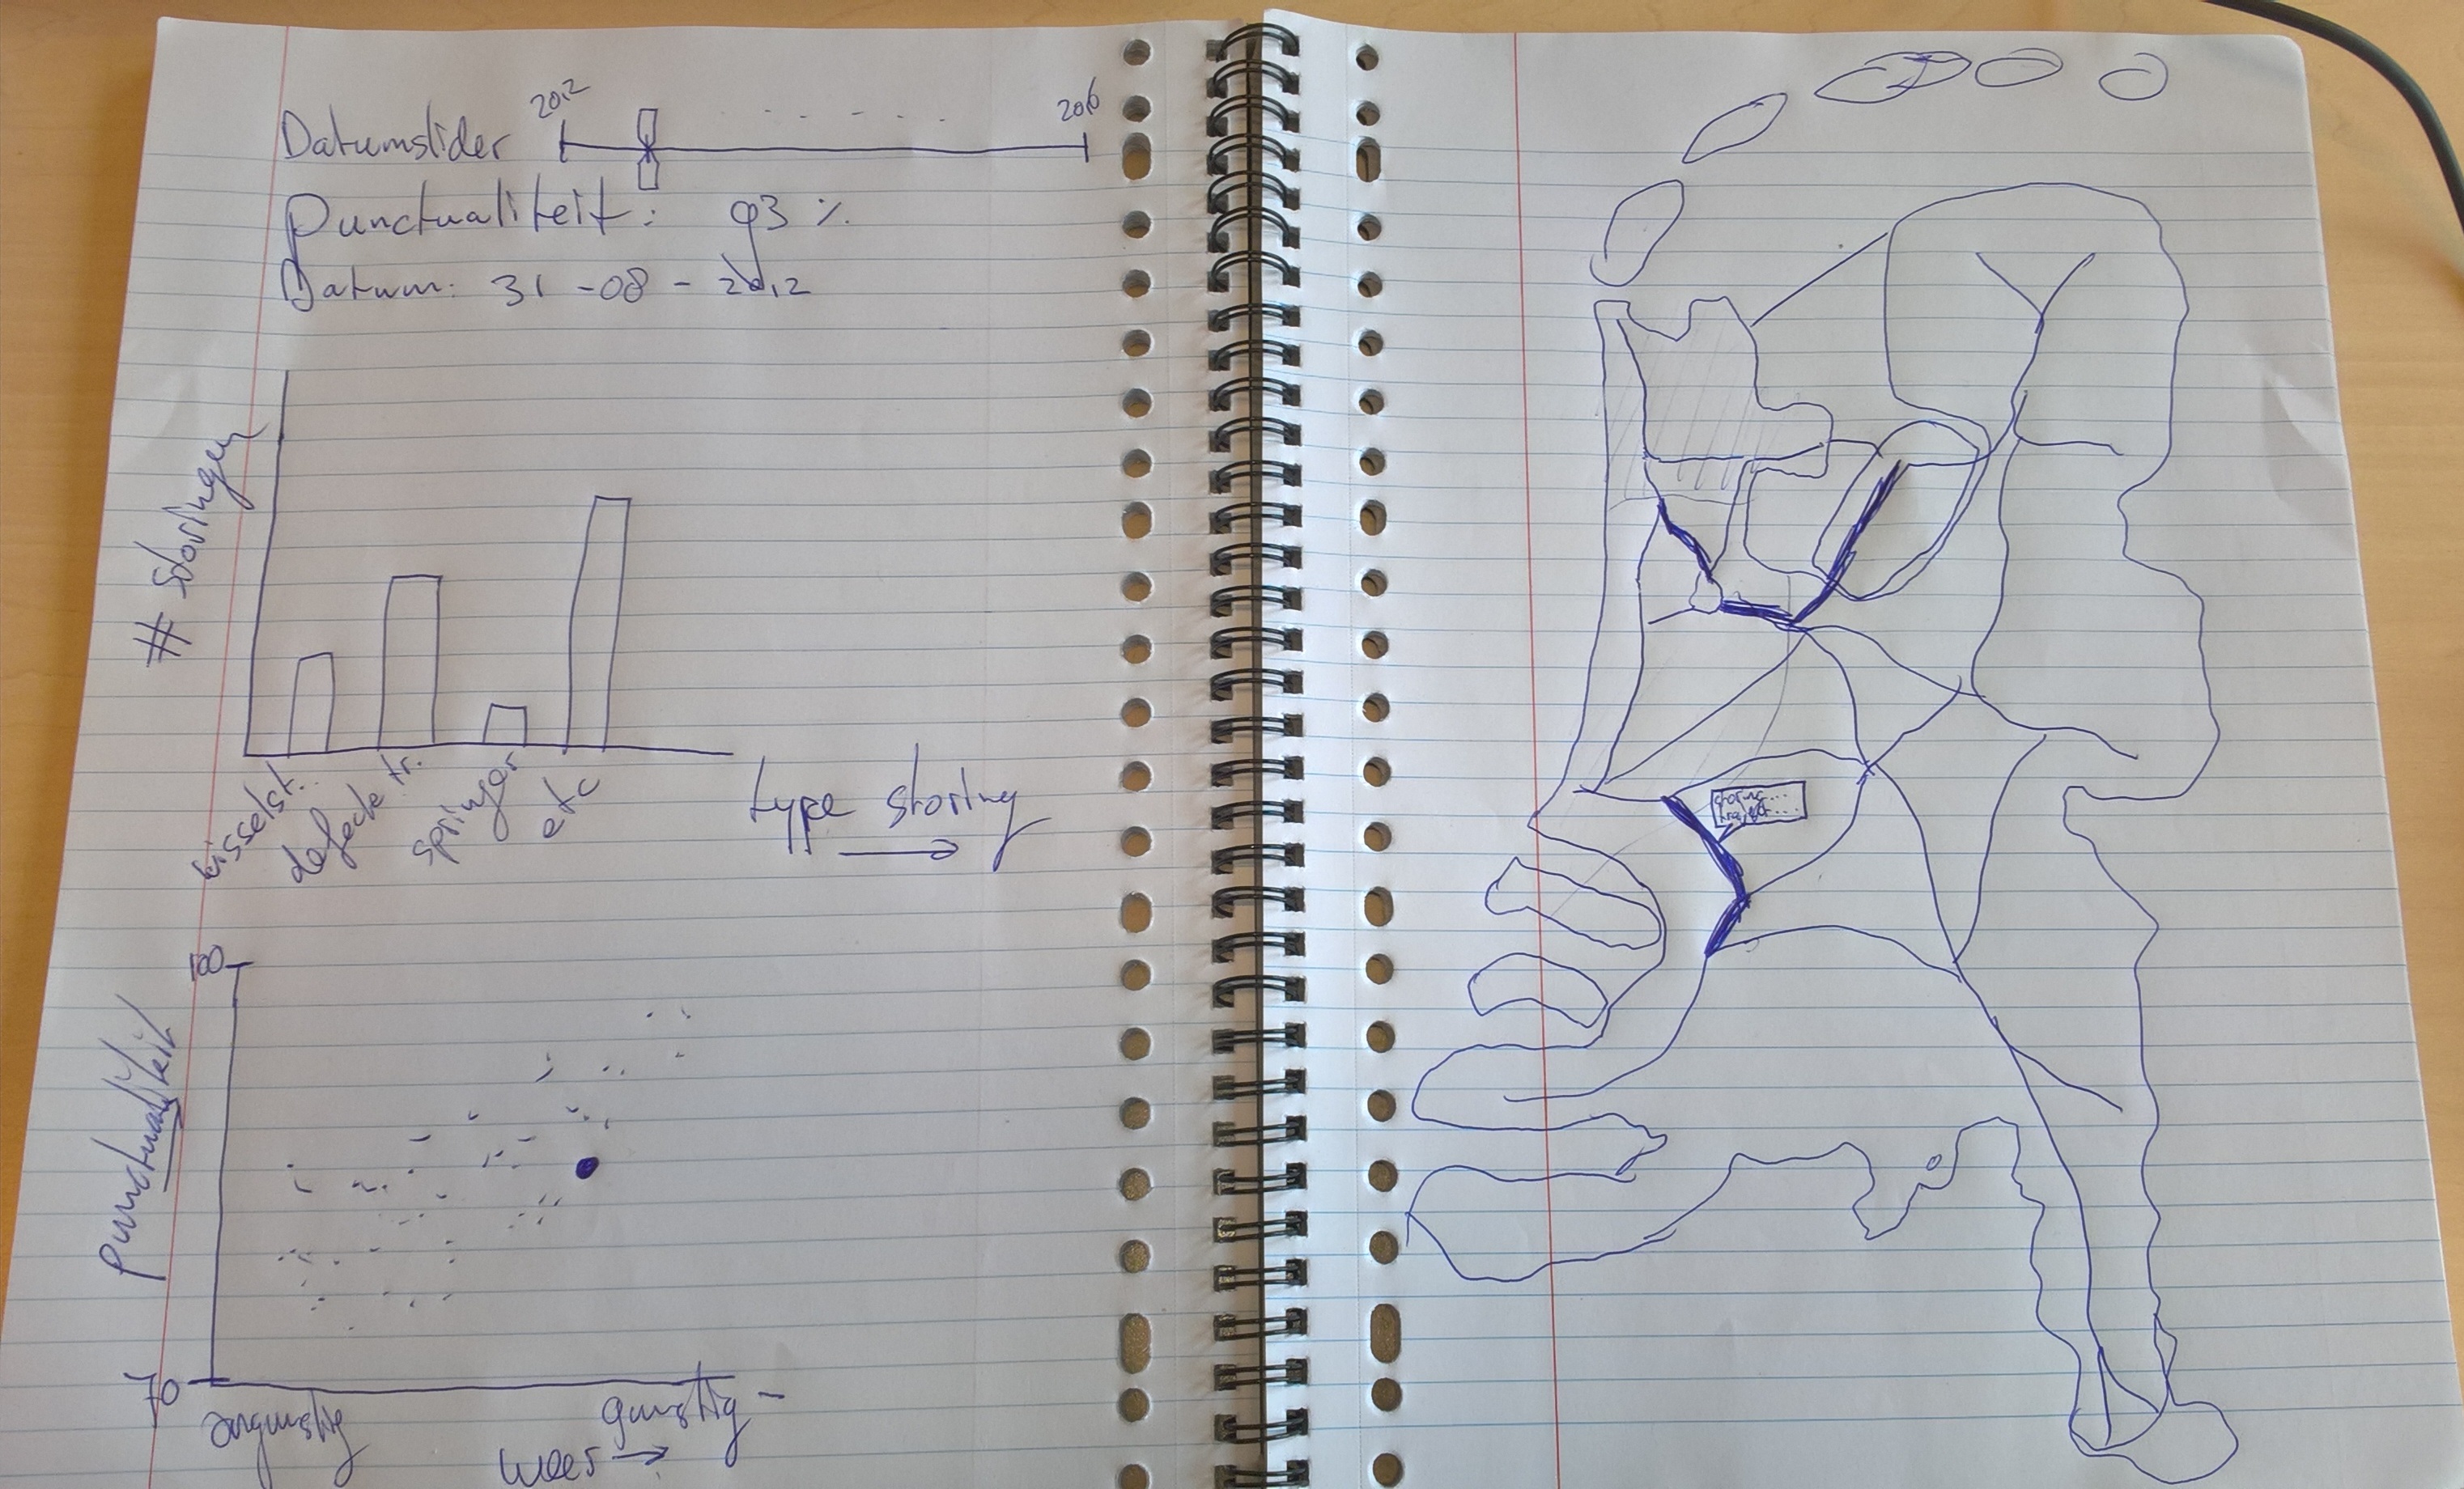 Datumslider 2012 2016
Punctualiteit: 93 %
Datum: 31-08-2012
# storingen
wisselst.
defecte tr.
springer
etc
type storing
100
Punctualiteit
70
ongunstig
gunstig
weer
storing...